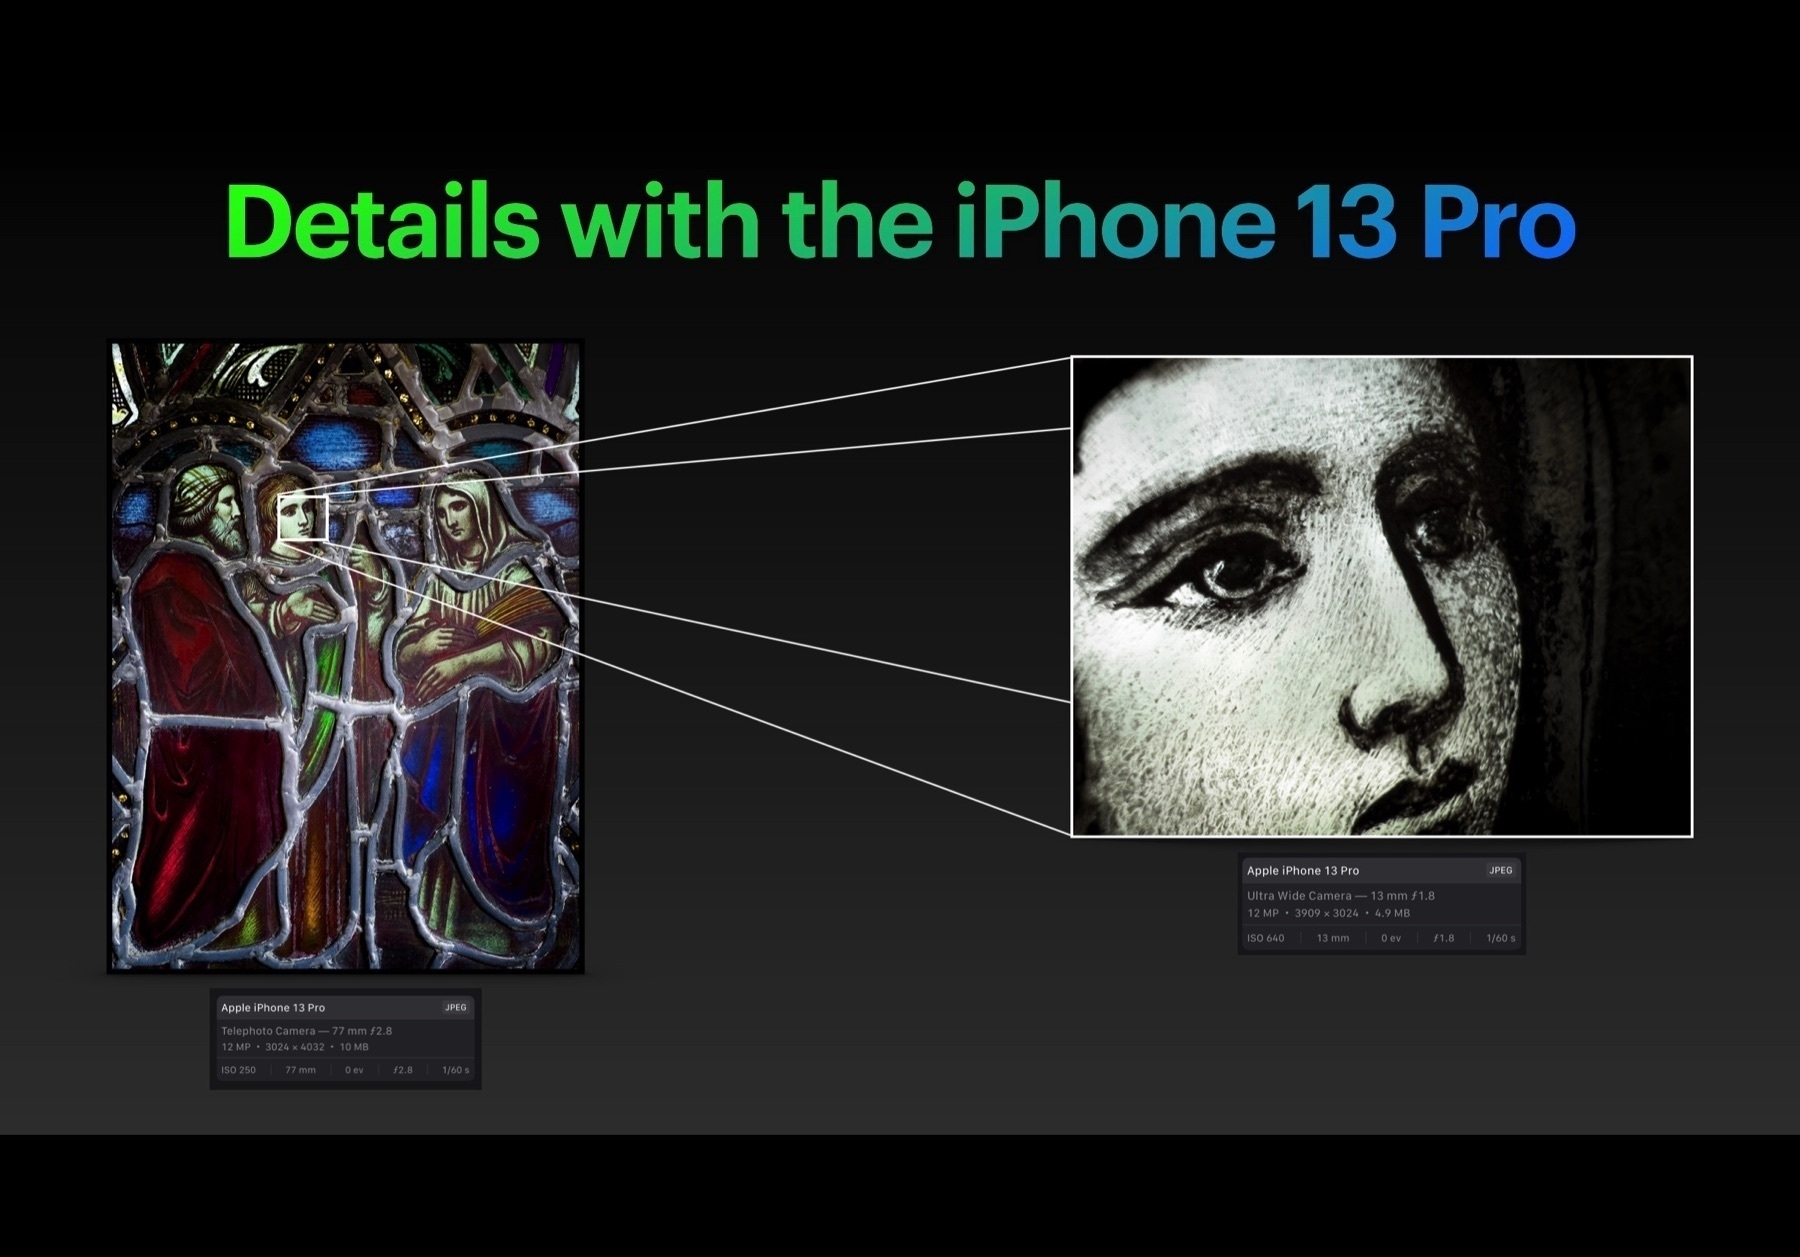 Details with the iPhone 13 Pro
Apple iPhone 13 Pro JPEG
Ultra Wide Camera — 13 mm ƒ1.8
12 MP • 3909 × 3024 • 4.9 MB
ISO 640 13 mm 0 ev ƒ1.8 1/60 s
Apple iPhone 13 Pro JPEG
Telephoto Camera — 77 mm ƒ2.8
12 MP • 3024 × 4032 • 10 MB
ISO 250 77 mm 0 ev ƒ2.8 1/60 s